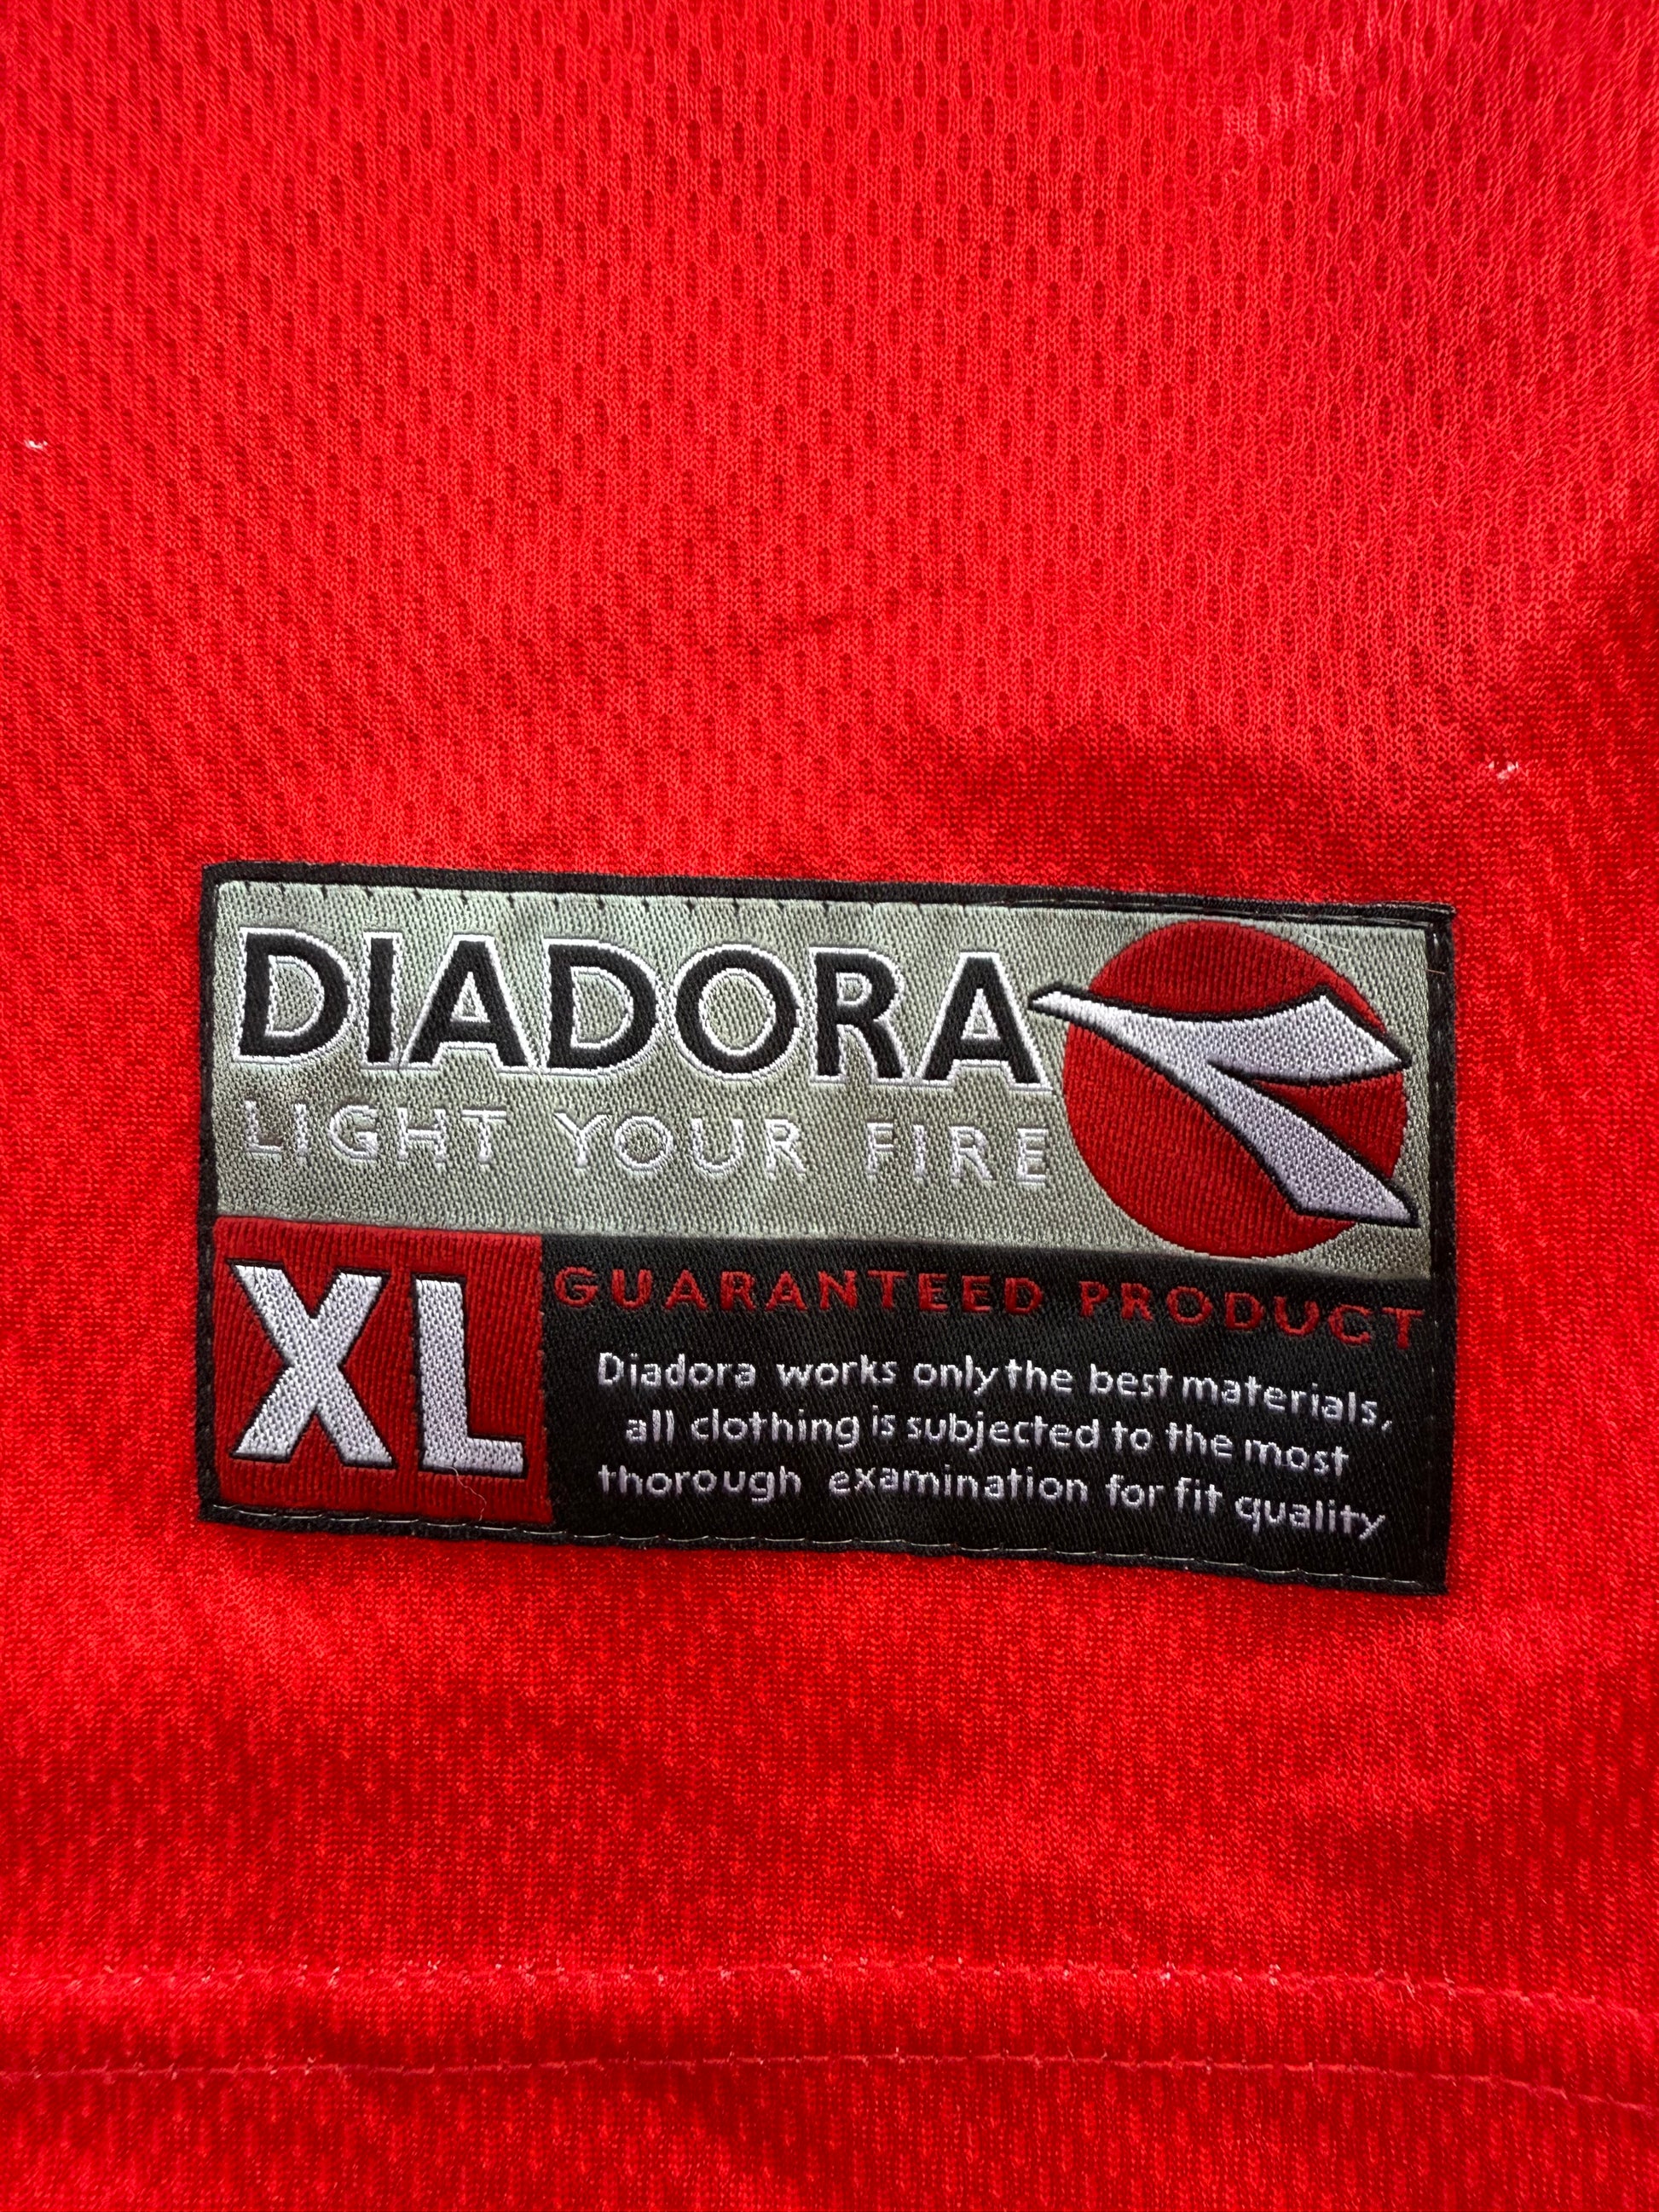 DIADORA
LIGHT YOUR FIRE
XL
GUARANTEED PRODUCT
Diadora works only the best materials,
all clothing is subjected to the most
thorough examination for fit quality